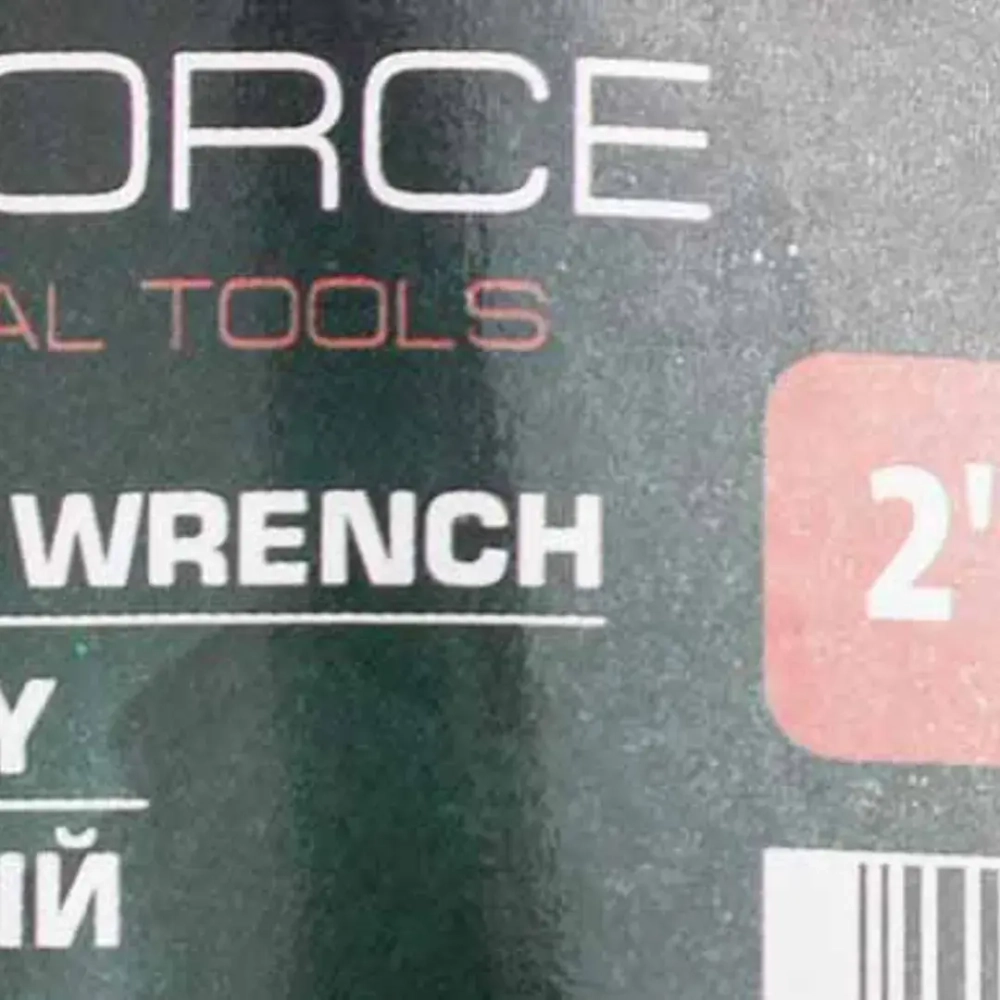 ORCE
AL TOOLS
WRENCH
2'
Y
ИЙ